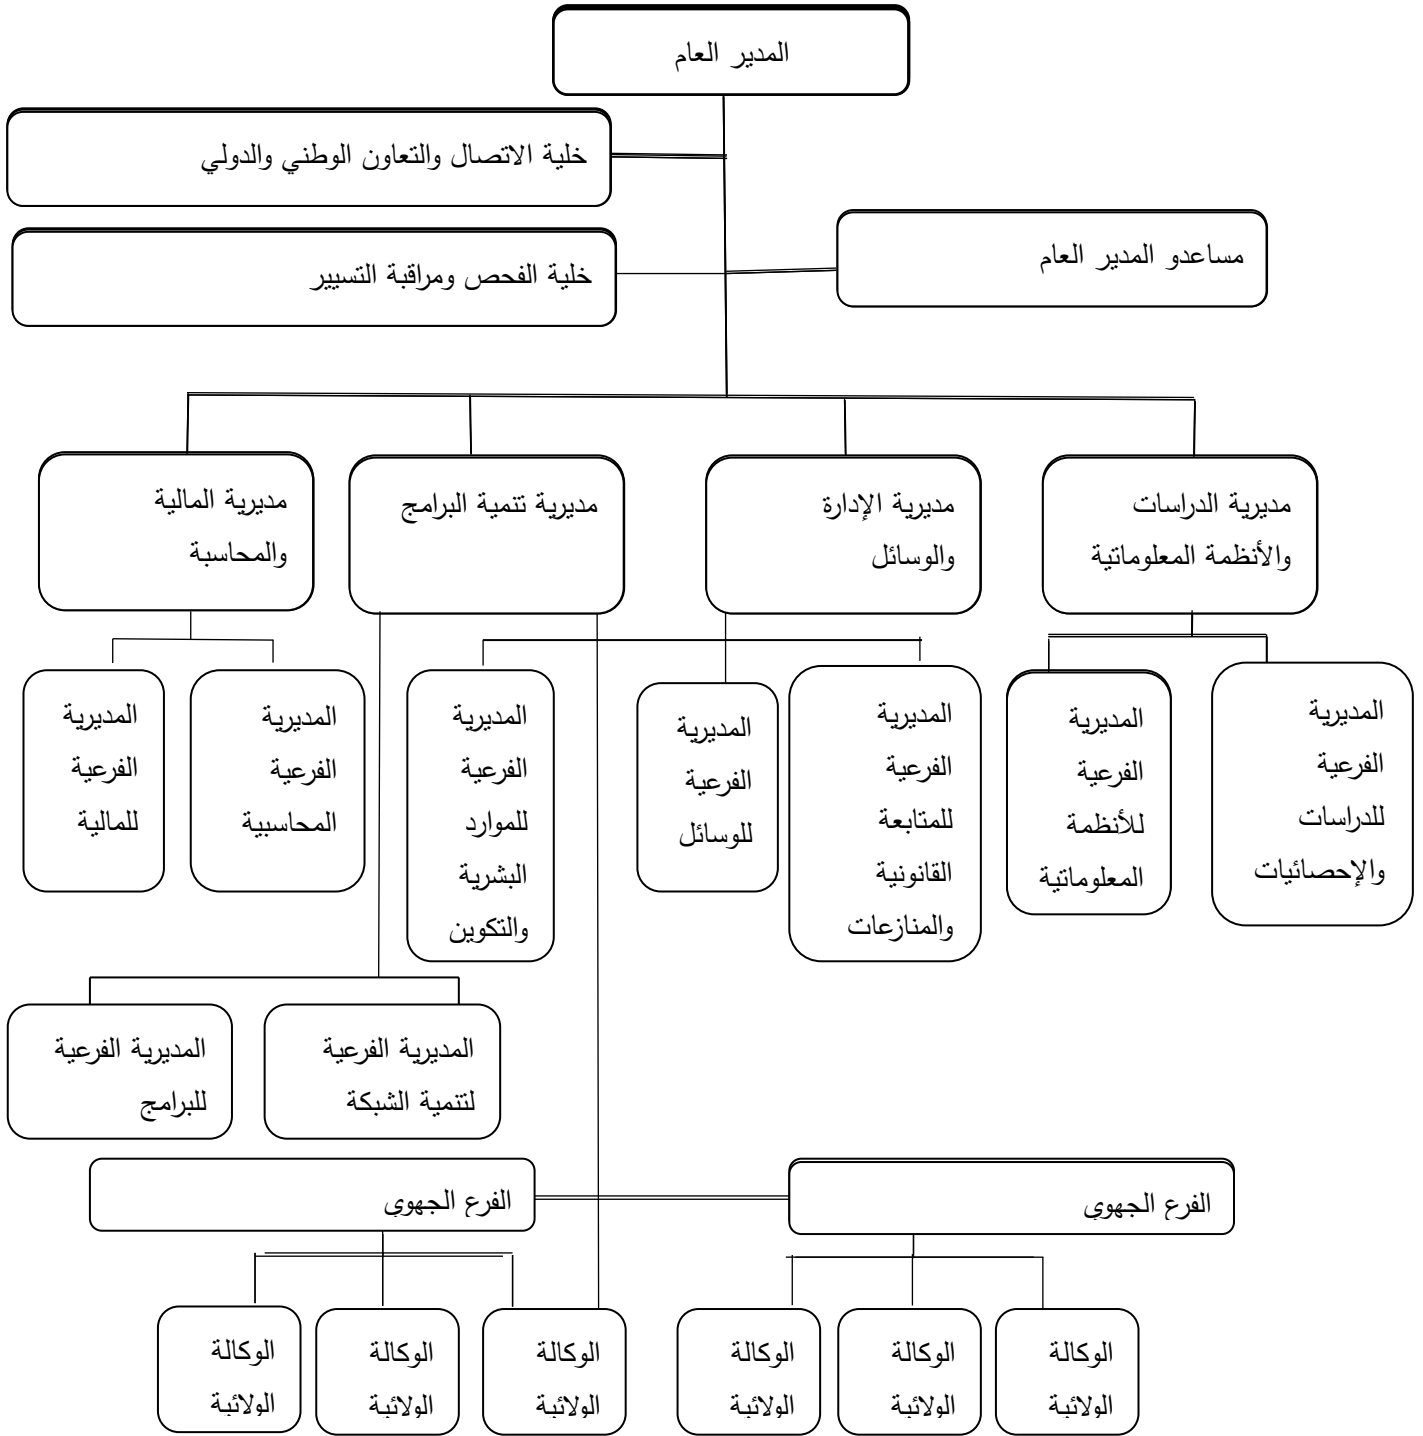 المدير العام
خلية الاتصال والتعاون الوطني والدولي
مساعدو المدير العام
خلية الفحص ومراقبة التسيير
مديرية الدراسات
والأنظمة المعلوماتية
مديرية الإدارة
والوسائل
مديرية تنمية البرامج
مديرية المالية
والمحاسبة
المديرية
الفرعية
للدراسات
والإحصائيات
المديرية
الفرعية
للأنظمة
المعلوماتية
المديرية
الفرعية
للمتابعة
القانونية
والمنازعات
المديرية
الفرعية
للوسائل
المديرية
الفرعية
للموارد
البشرية
والتكوين
المديرية
الفرعية
المحاسبية
المديرية
الفرعية
للمالية
المديرية الفرعية
لتنمية الشبكة
المديرية الفرعية
للبرامج
الفرع الجهوي
الفرع الجهوي
الوكالة
الولائية
الوكالة
الولائية
الوكالة
الولائية
الوكالة
الولائية
الوكالة
الولائية
الوكالة
الولائية